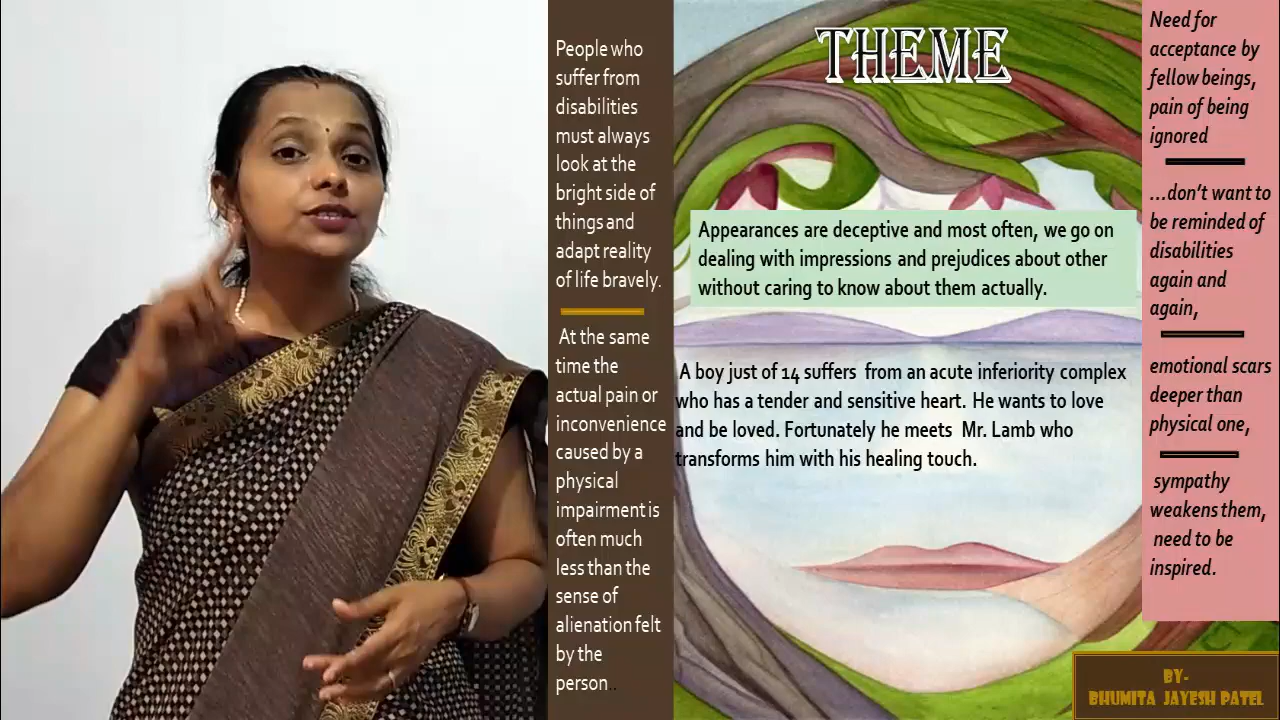 People who
suffer from
disabilities
must always
look at the
bright side of
things and
adapt reality
of life bravely.
At the same
time the
actual pain or
inconvenience
caused by a
physical
impairment is
often much
less than the
sense of
alienation felt
by the
person..
THEME
Appearances are deceptive and most often, we go on
dealing with impressions and prejudices about other
without caring to know about them actually.
A boy just of 14 suffers from an acute inferiority complex
who has a tender and sensitive heart. He wants to love
and be loved. Fortunately he meets Mr. Lamb who
transforms him with his healing touch.
Need for
acceptance by
fellow beings,
pain of being
ignored
...don't want to
be reminded of
disabilities
again and
again,
emotional scars
deeper than
physical one,
sympathy
weakens them,
need to be
inspired.
BY-
BHUMITA JAYESH PATEL